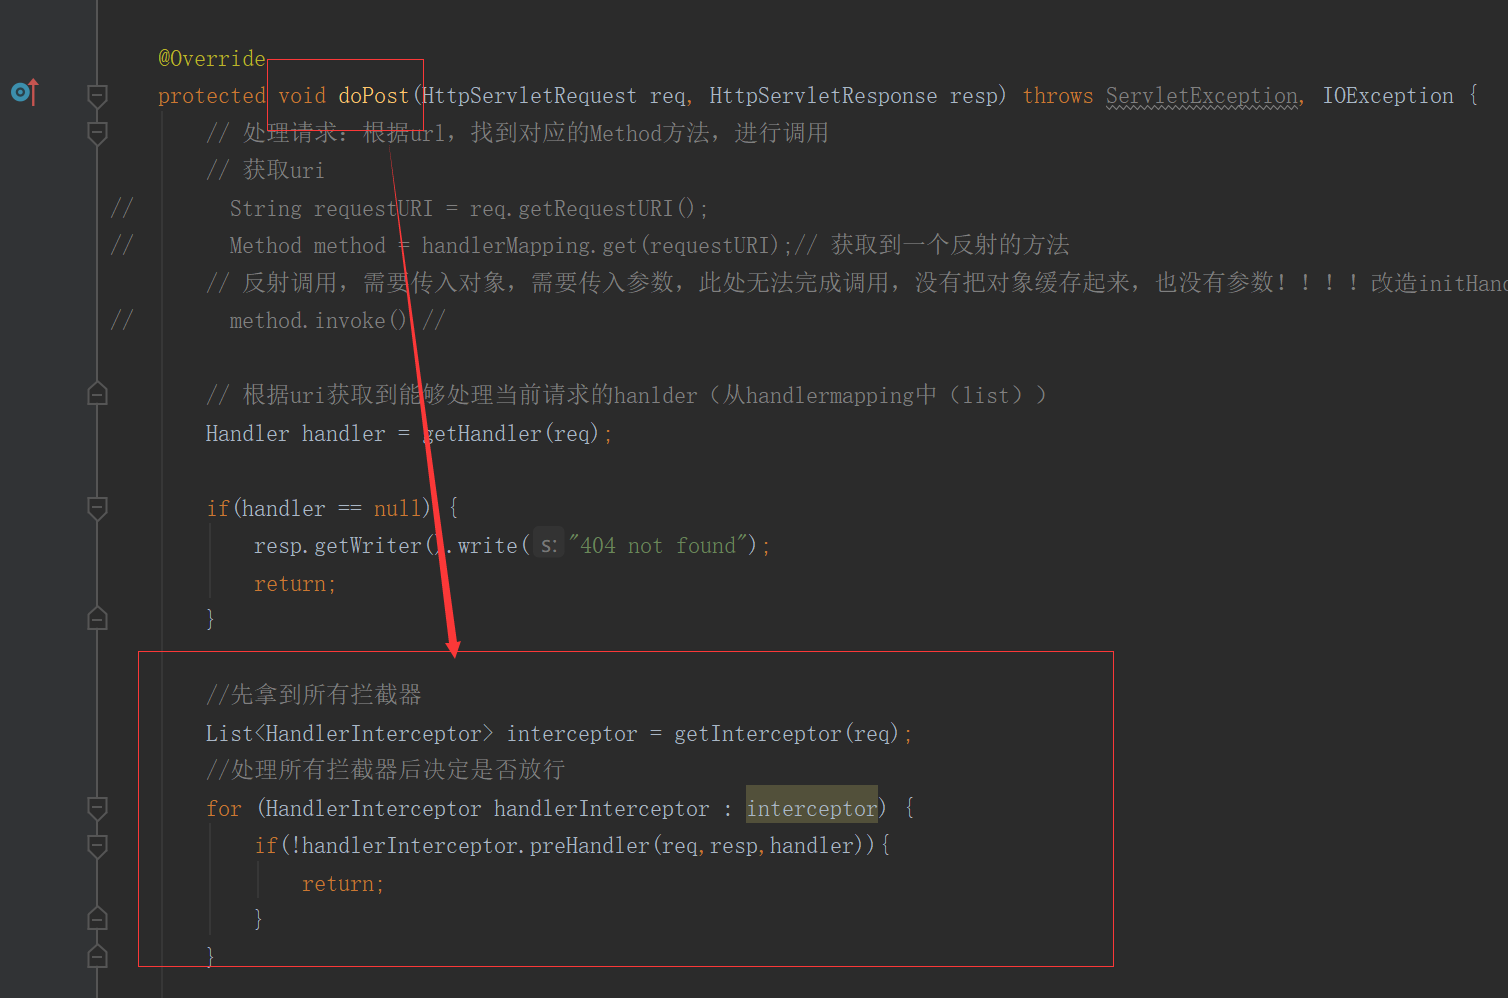 @Override
protected void doPost(HttpServletRequest req, HttpServletResponse resp) throws ServletException, IOException {
// 处理请求：根据url，找到对应的Method方法，进行调用
// 获取uri
// String requestURI = req.getRequestURI();
// Method method = handlerMapping.get(requestURI);// 获取到一个反射的方法
// 反射调用，需要传入对象，需要传入参数，此处无法完成调用，没有把对象缓存起来，也没有参数！！！！改造initHand
// method.invoke() //
// 根据uri获取到能够处理当前请求的hanlder（从handlermapping中（list））
Handler handler = getHandler(req);
if(handler == null) {
resp.getWriter().write( s: "404 not found");
return;
}
//先拿到所有拦截器
List<HandlerInterceptor> interceptor = getInterceptor(req);
//处理所有拦截器后决定是否放行
for (HandlerInterceptor handlerInterceptor : interceptor) {
if(!handlerInterceptor.preHandler(req,resp,handler)){
return;
}
}